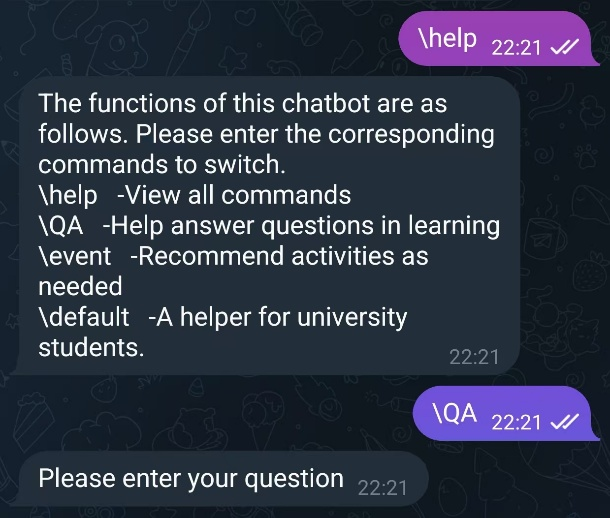 \help 22:21
The functions of this chatbot are as
follows. Please enter the corresponding
commands to switch.
\help -View all commands
\QA -Help answer questions in learning
\event -Recommend activities as
needed
\default -A helper for university
students.
22:21
\QA 22:21
Please enter your question 22:21